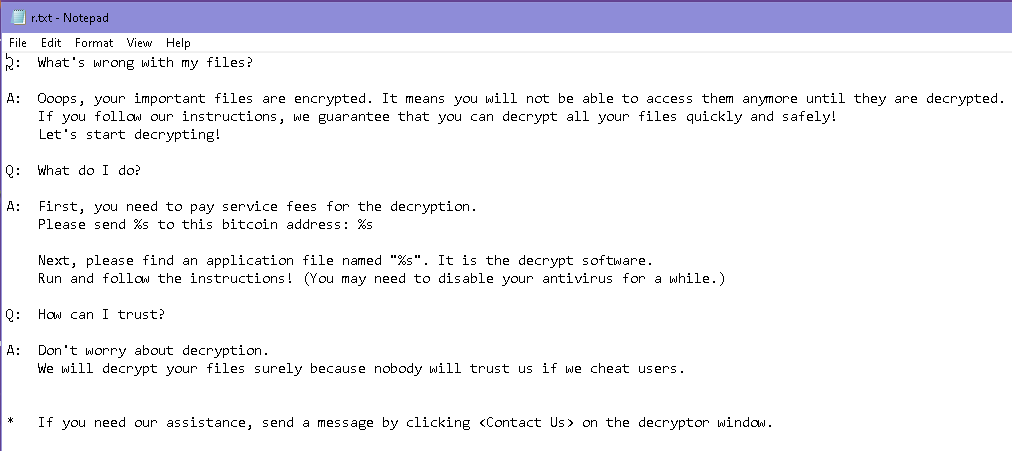 r.txt - Notepad
File Edit Format View Help
Q: What's wrong with my files?
A: Ooops, your important files are encrypted. It means you will not be able to access them anymore until they are decrypted.
If you follow our instructions, we guarantee that you can decrypt all your files quickly and safely!
Let's start decrypting!
Q: What do I do?
A: First, you need to pay service fees for the decryption.
Please send %s to this bitcoin address: %s
Next, please find an application file named "%s". It is the decrypt software.
Run and follow the instructions! (You may need to disable your antivirus for a while.)
Q: How can I trust?
A: Don't worry about decryption.
We will decrypt your files surely because nobody will trust us if we cheat users.
* If you need our assistance, send a message by clicking <Contact Us> on the decryptor window.